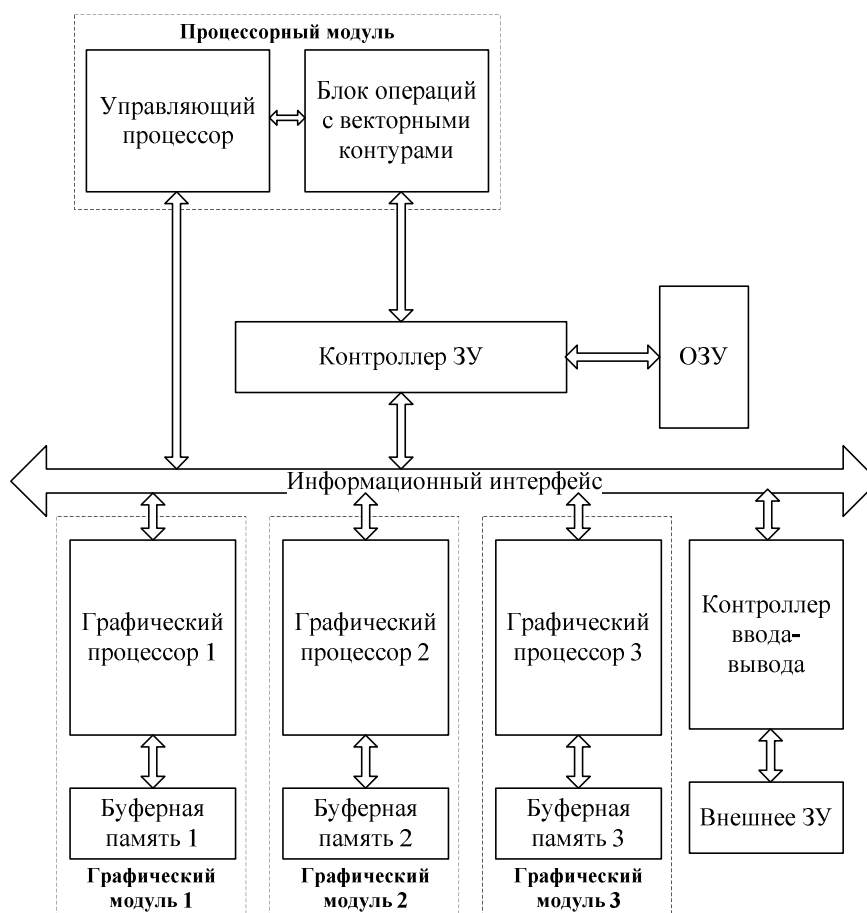 Процессорный модуль
Управляющий
процессор
Блок операций
с векторными
контурами
Контроллер ЗУ
ОЗУ
Информационный интерфейс
Графический
процессор 1
Графический
процессор 2
Графический
процессор 3
Контроллер
ввода-
вывода
Буферная
память 1
Буферная
память 2
Буферная
память 3
Внешнее ЗУ
Графический
модуль 1
Графический
модуль 2
Графический
модуль 3